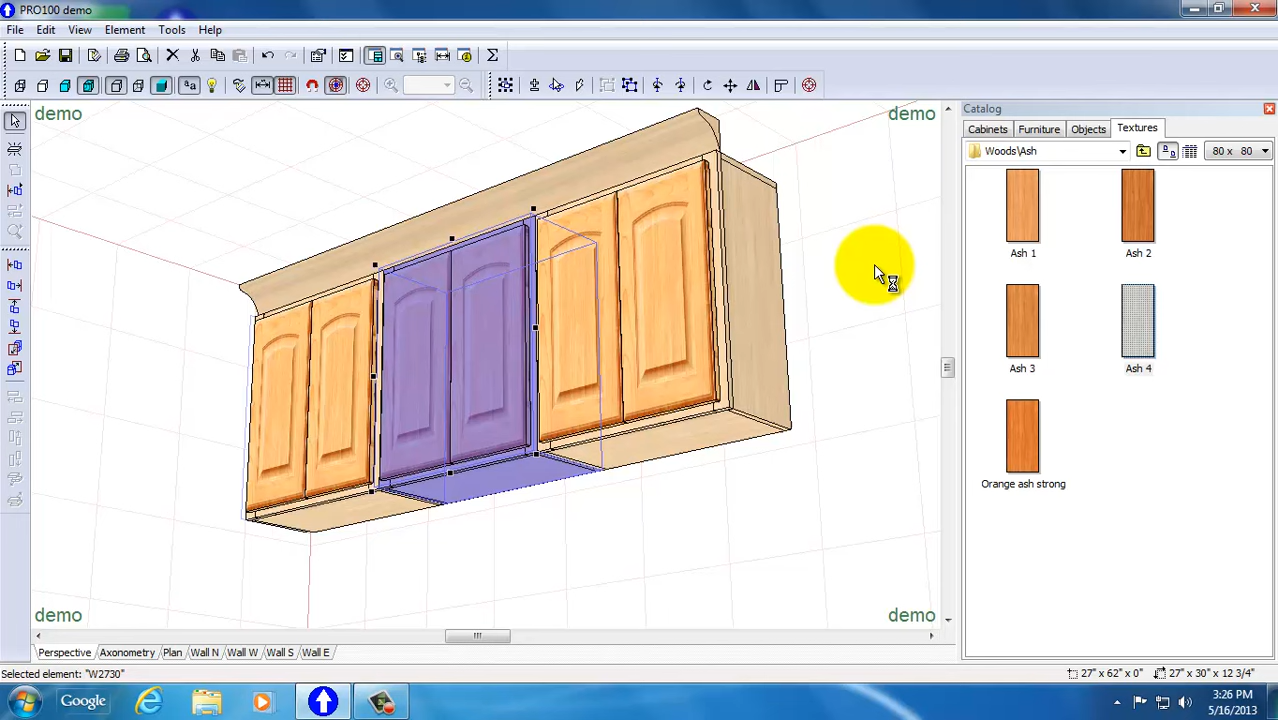 PRO100 demo
File Edit View Element Tools Help
demo
demo
demo
demo
Perspective Axonometry Plan Wall N Wall W Wall S Wall E
Selected element: "W2730"
27" x 62" x 0"
27" x 30" x 12 3/4"
Catalog
Cabinets Furniture Objects Textures
Woods\Ash
80 x 80
Ash 1
Ash 2
Ash 3
Ash 4
Orange ash strong
Google
3:26 PM
5/16/2013